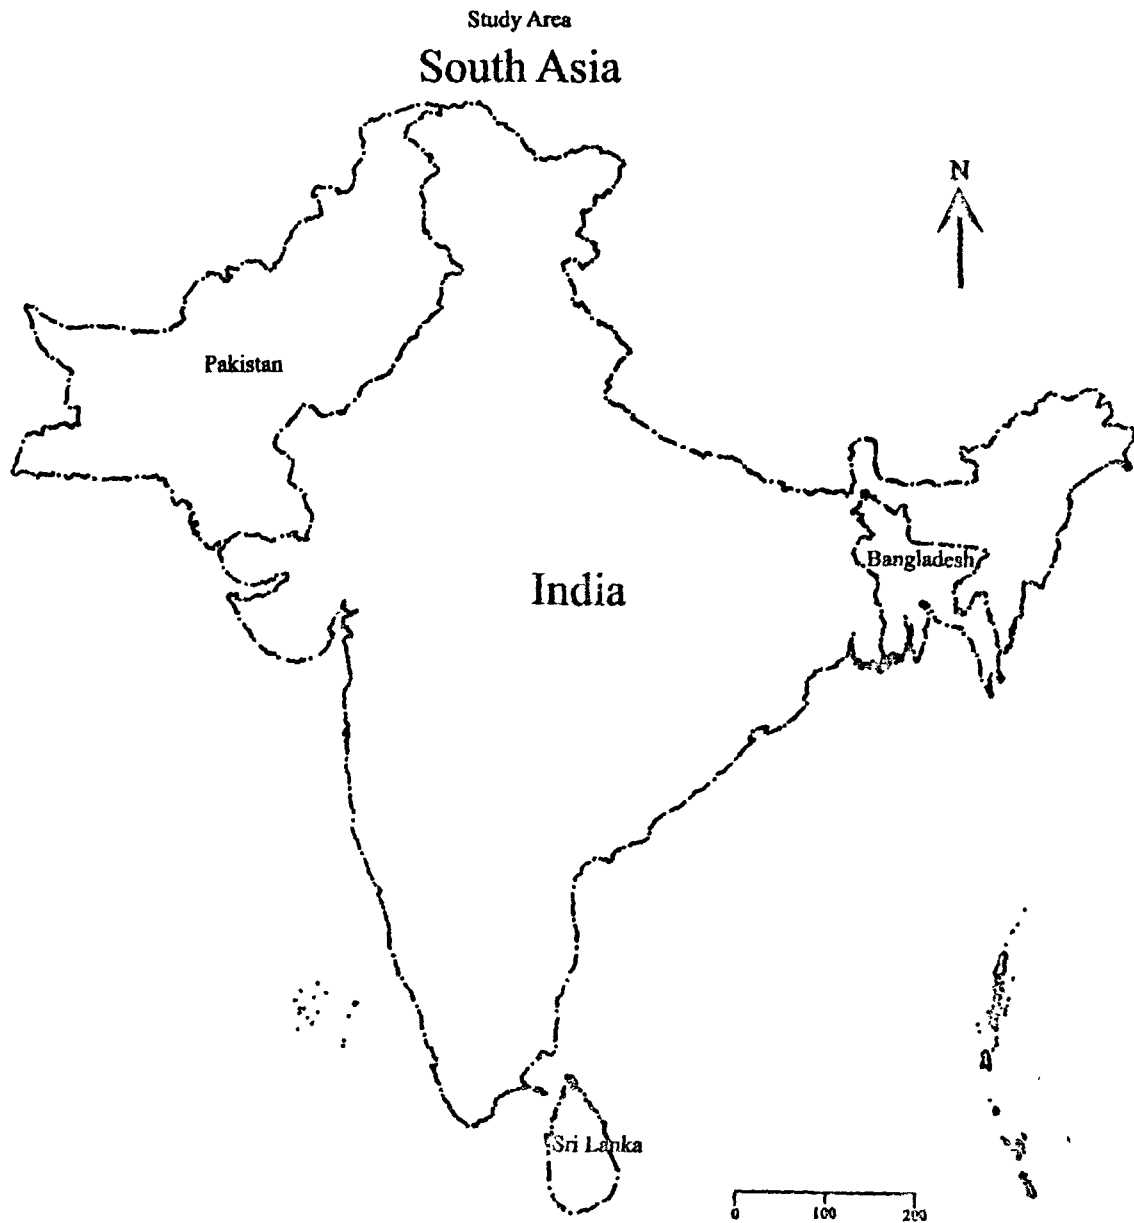 Study Area
South Asia
N
Pakistan
Bangladesh
India
Sri Lanka
0 100 200